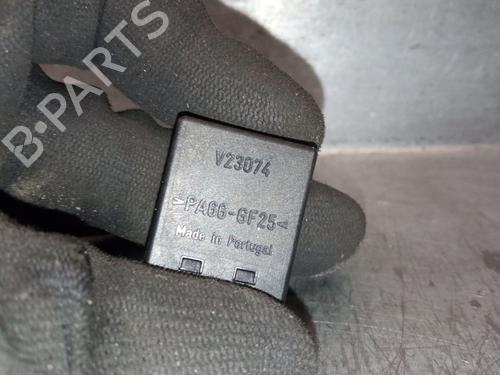 B-PARTS
V23074
>PA66-GF25<
Made in Portugal